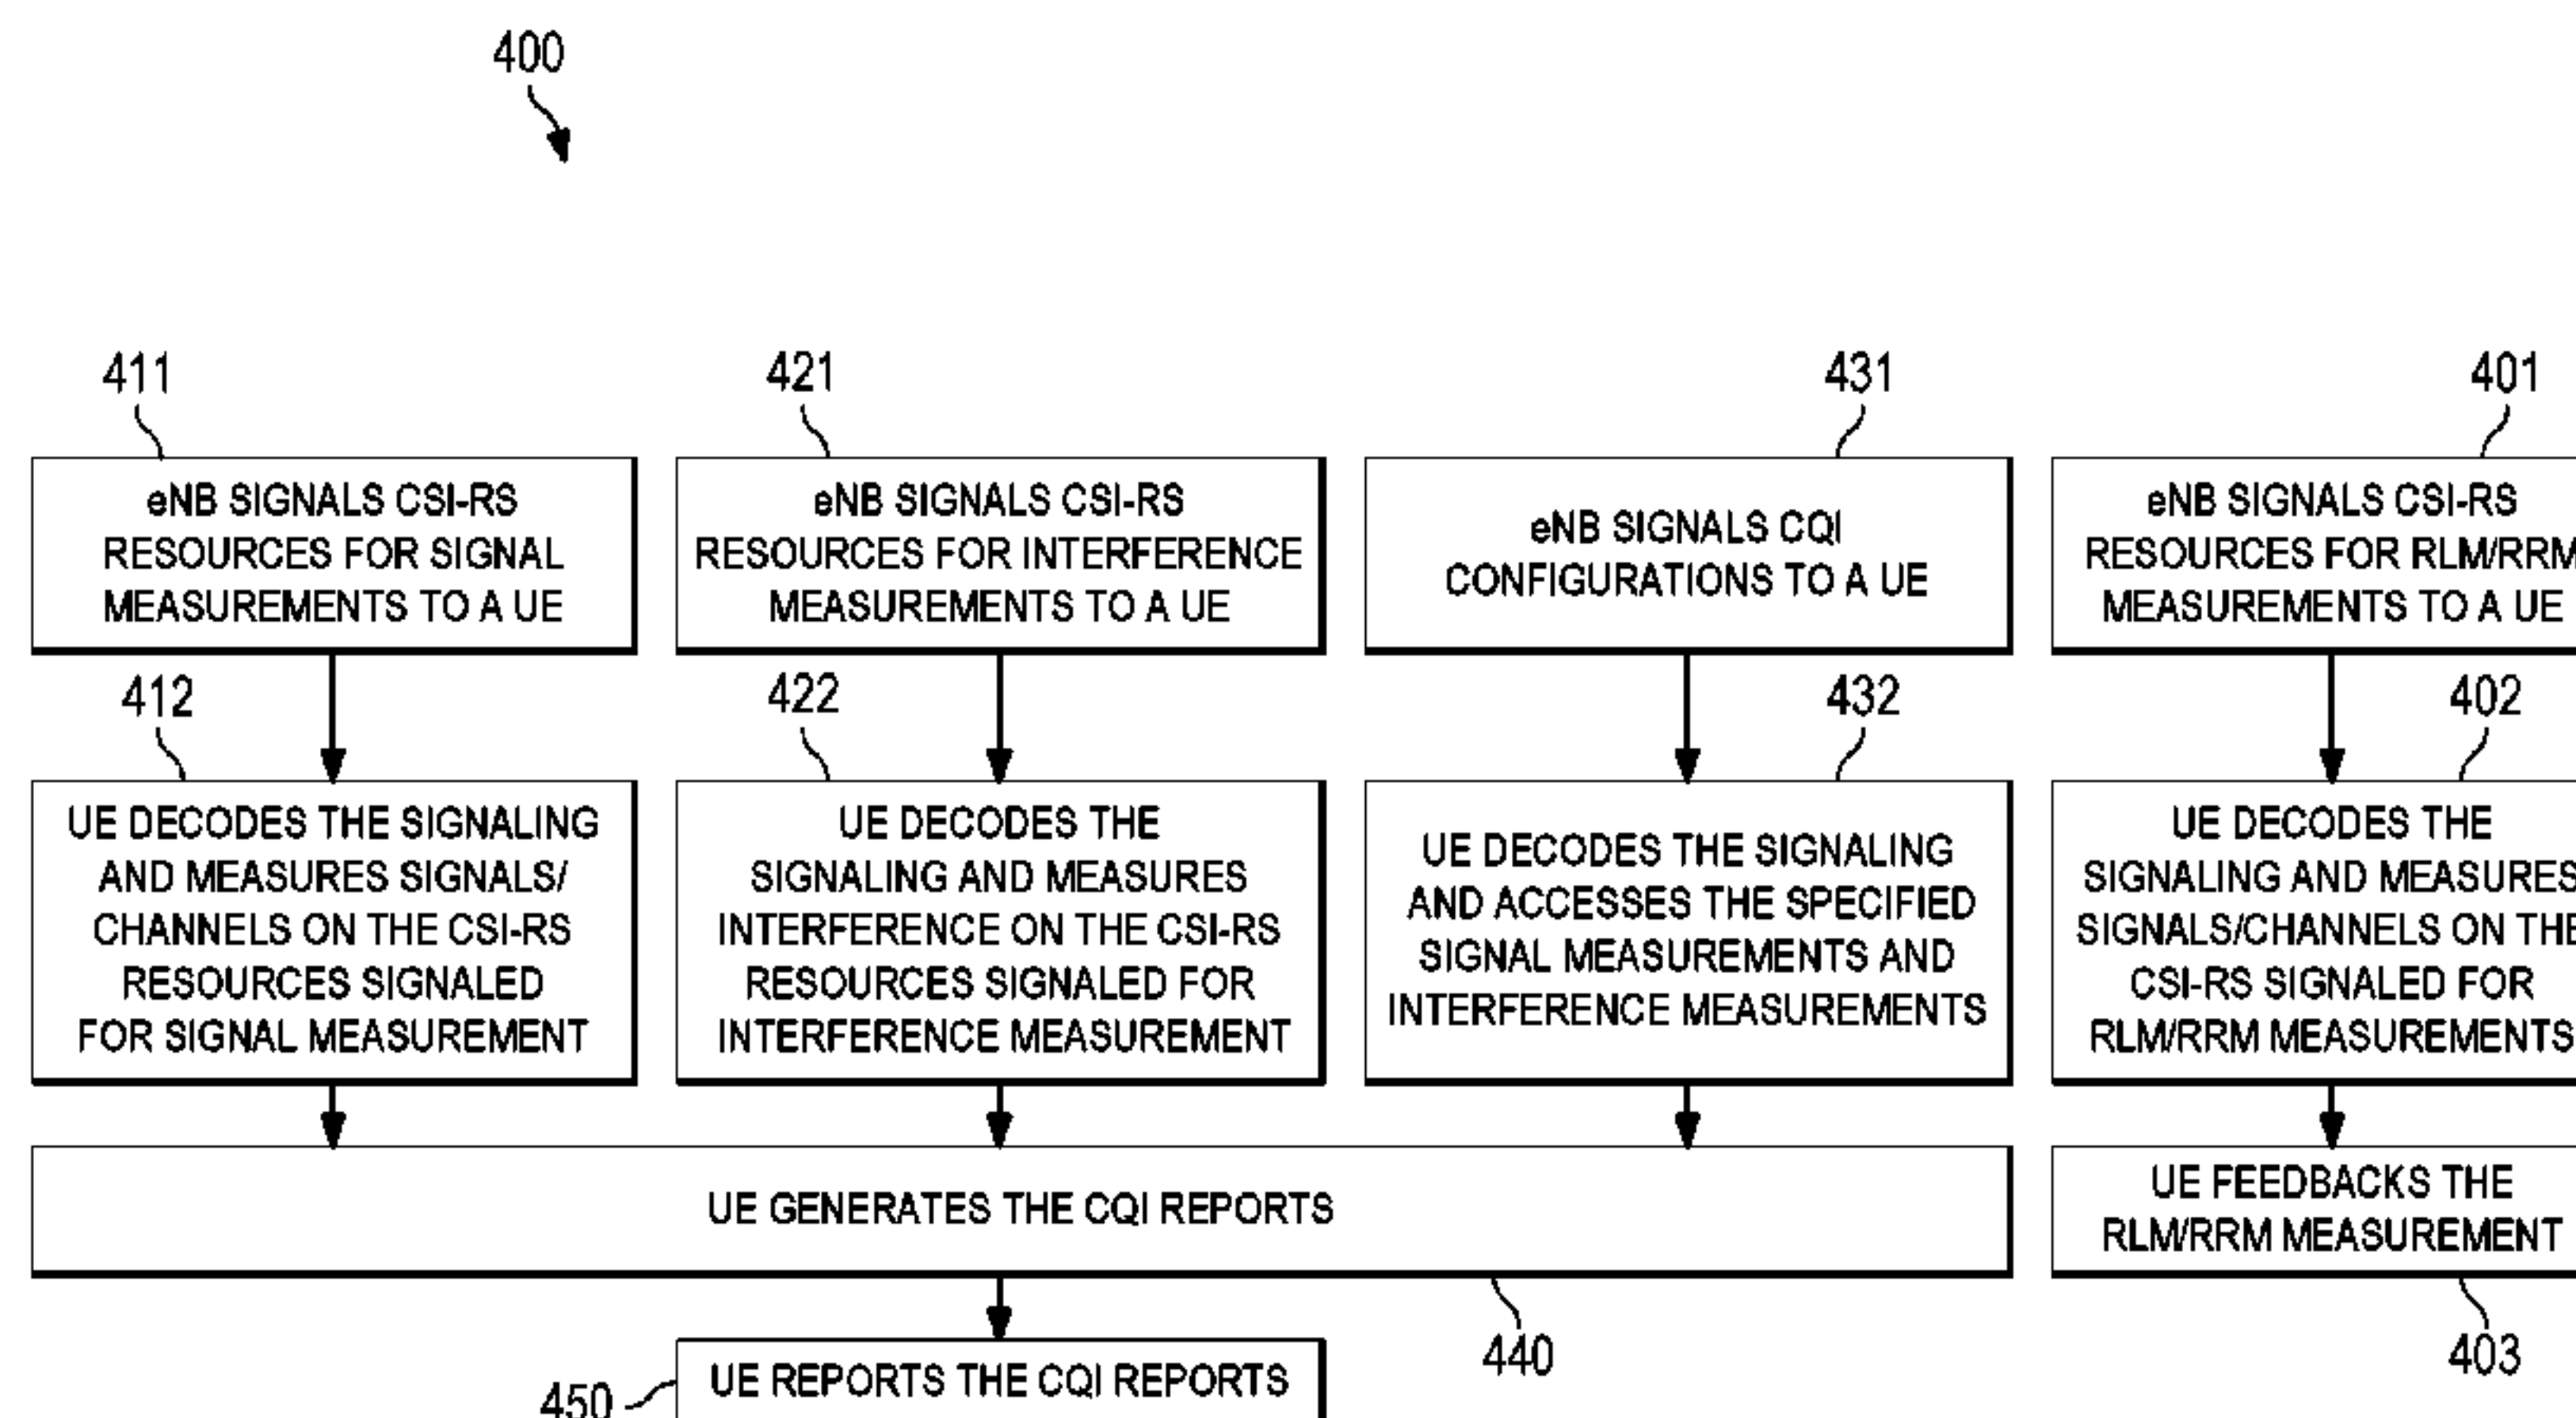 400
411
eNB SIGNALS CSI-RS
RESOURCES FOR SIGNAL
MEASUREMENTS TO A UE
421
eNB SIGNALS CSI-RS
RESOURCES FOR INTERFERENCE
MEASUREMENTS TO A UE
431
eNB SIGNALS CQI
CONFIGURATIONS TO A UE
401
eNB SIGNALS CSI-RS
RESOURCES FOR RLM/RRM
MEASUREMENTS TO A UE
412
UE DECODES THE SIGNALING
AND MEASURES SIGNALS/
CHANNELS ON THE CSI-RS
RESOURCES SIGNALED
FOR SIGNAL MEASUREMENT
422
UE DECODES THE
SIGNALING AND MEASURES
INTERFERENCE ON THE CSI-RS
RESOURCES SIGNALED FOR
INTERFERENCE MEASUREMENT
432
UE DECODES THE SIGNALING
AND ACCESSES THE SPECIFIED
SIGNAL MEASUREMENTS AND
INTERFERENCE MEASUREMENTS
402
UE DECODES THE
SIGNALING AND MEASURES
SIGNALS/CHANNELS ON THE
CSI-RS SIGNALED FOR
RLM/RRM MEASUREMENTS
UE GENERATES THE CQI REPORTS
440
UE FEEDBACKS THE
RLM/RRM MEASUREMENT
403
450
UE REPORTS THE CQI REPORTS